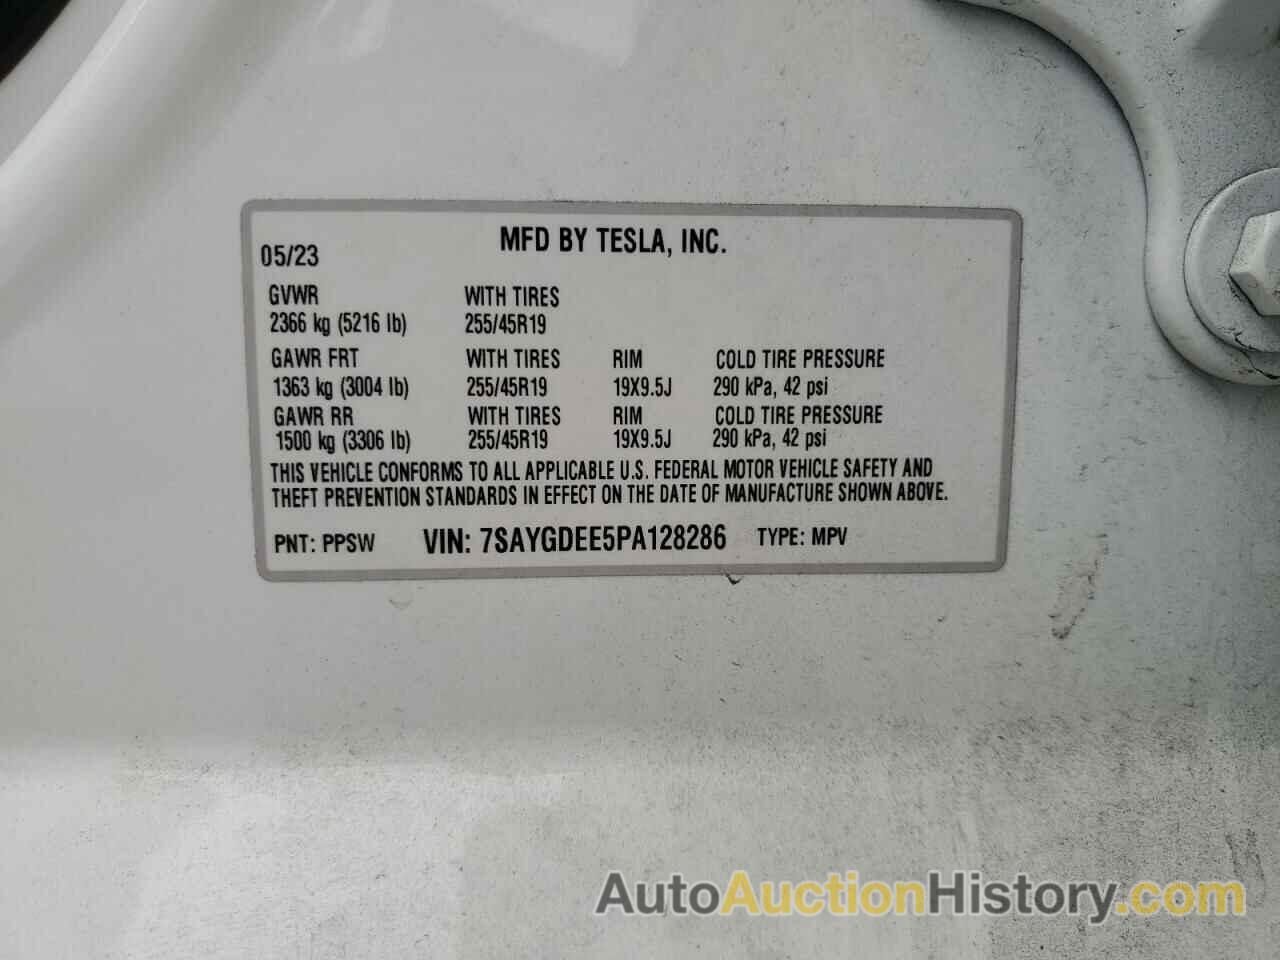 MFD BY TESLA, INC.
05/23
GVWR WITH TIRES
2366 kg (5216 lb) 255/45R19
GAWR FRT WITH TIRES RIM COLD TIRE PRESSURE
1363 kg (3004 lb) 255/45R19 19X9.5J 290 kPa, 42 psi
GAWR RR WITH TIRES RIM COLD TIRE PRESSURE
1500 kg (3306 lb) 255/45R19 19X9.5J 290 kPa, 42 psi
THIS VEHICLE CONFORMS TO ALL APPLICABLE U.S. FEDERAL MOTOR VEHICLE SAFETY AND
THEFT PREVENTION STANDARDS IN EFFECT ON THE DATE OF MANUFACTURE SHOWN ABOVE.
PNT: PPSW VIN: 7SAYGDEE5PA128286 TYPE: MPV
AutoAuctionHistory.com